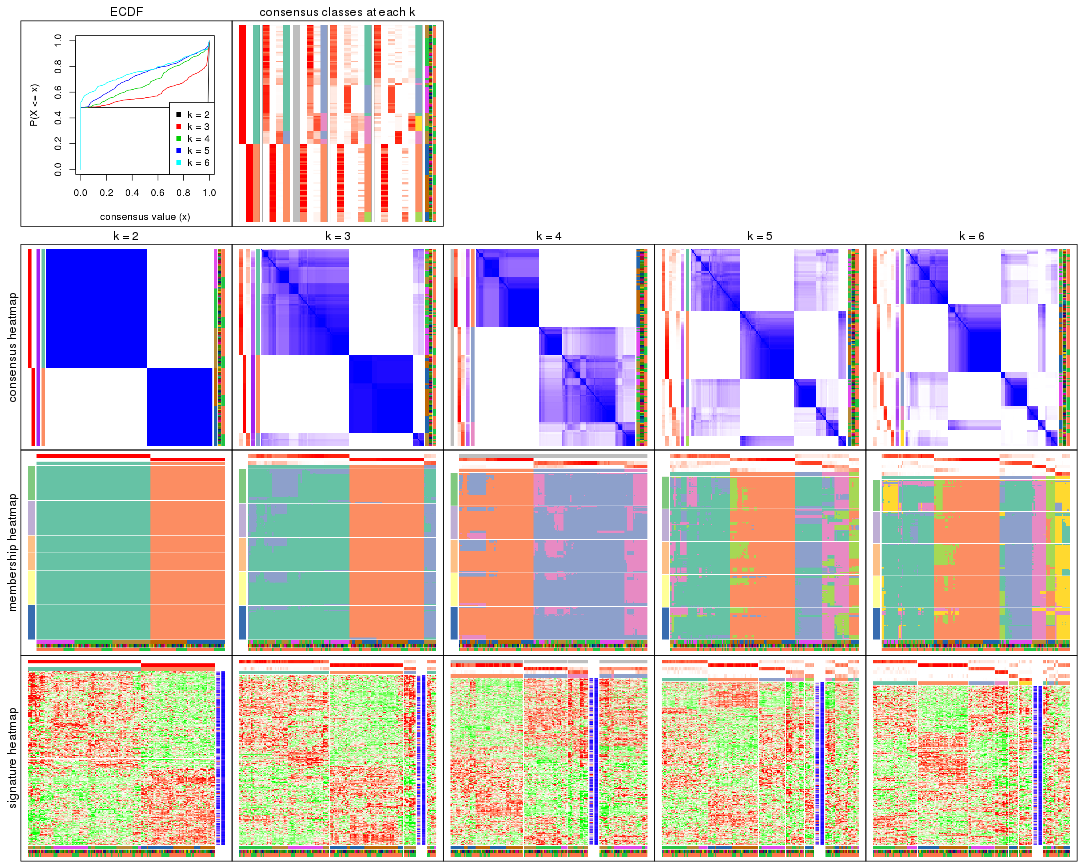 ECDF
consensus classes at each k
P(X <= x)
0.0 0.2 0.4 0.6 0.8 1.0
k = 2
k = 3
k = 4
k = 5
k = 6
0.0 0.2 0.4 0.6 0.8 1.0
consensus value (x)
k = 2 k = 3 k = 4 k = 5 k = 6
consensus heatmap
membership heatmap
signature heatmap